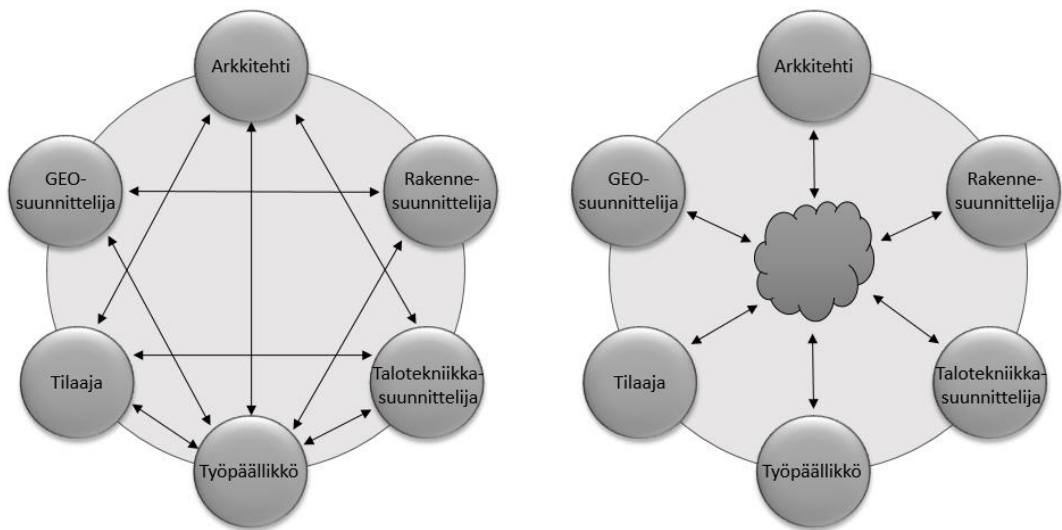 Arkkitehti
GEO-
suunnittelija
Rakenne-
suunnittelija
Tilaaja
Talotekniikka-
suunnittelija
Työpäällikkö
Arkkitehti
GEO-
suunnittelija
Rakenne-
suunnittelija
Tilaaja
Talotekniikka-
suunnittelija
Työpäällikkö